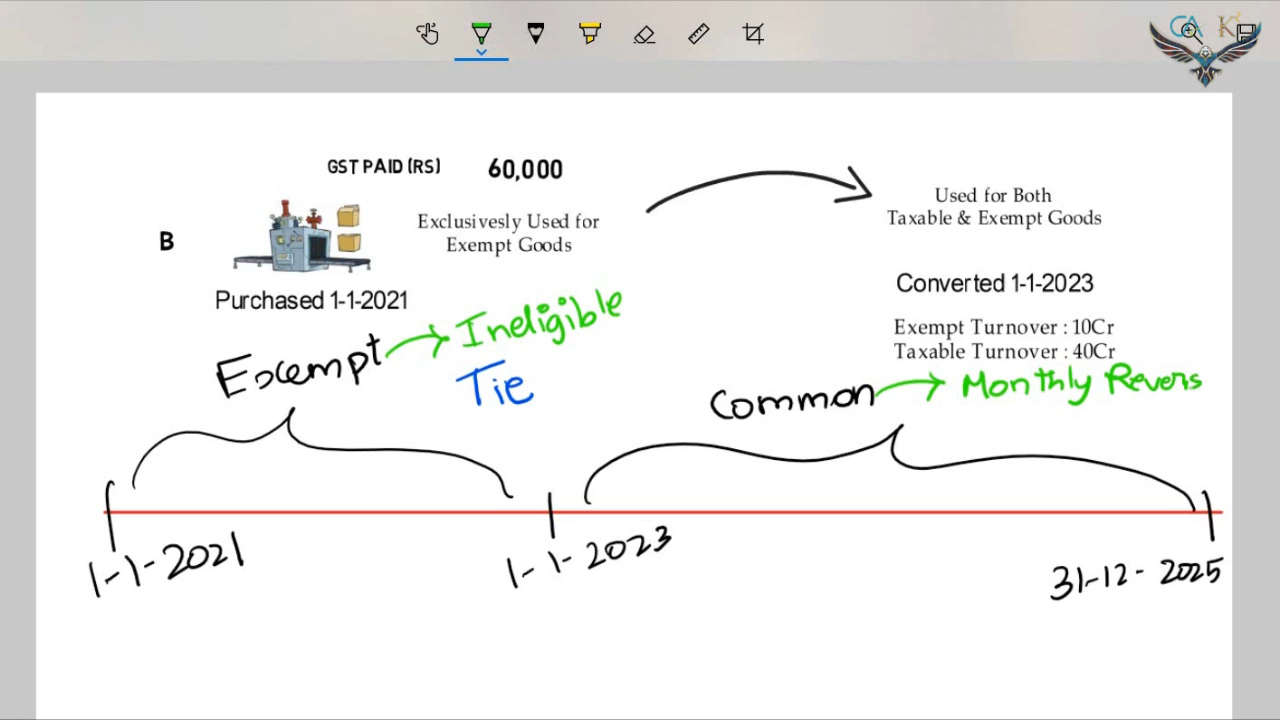 CA K
GST PAID (RS) 60,000
B
Exclusivesly Used for
Exempt Goods
Used for Both
Taxable & Exempt Goods
Purchased 1-1-2021
Converted 1-1-2023
Exempt Turnover : 10Cr
Taxable Turnover : 40Cr
Exempt → Ineligible
Tie
Common → Monthly Revers
1-1-2021
1-1-2023
31-12-2025